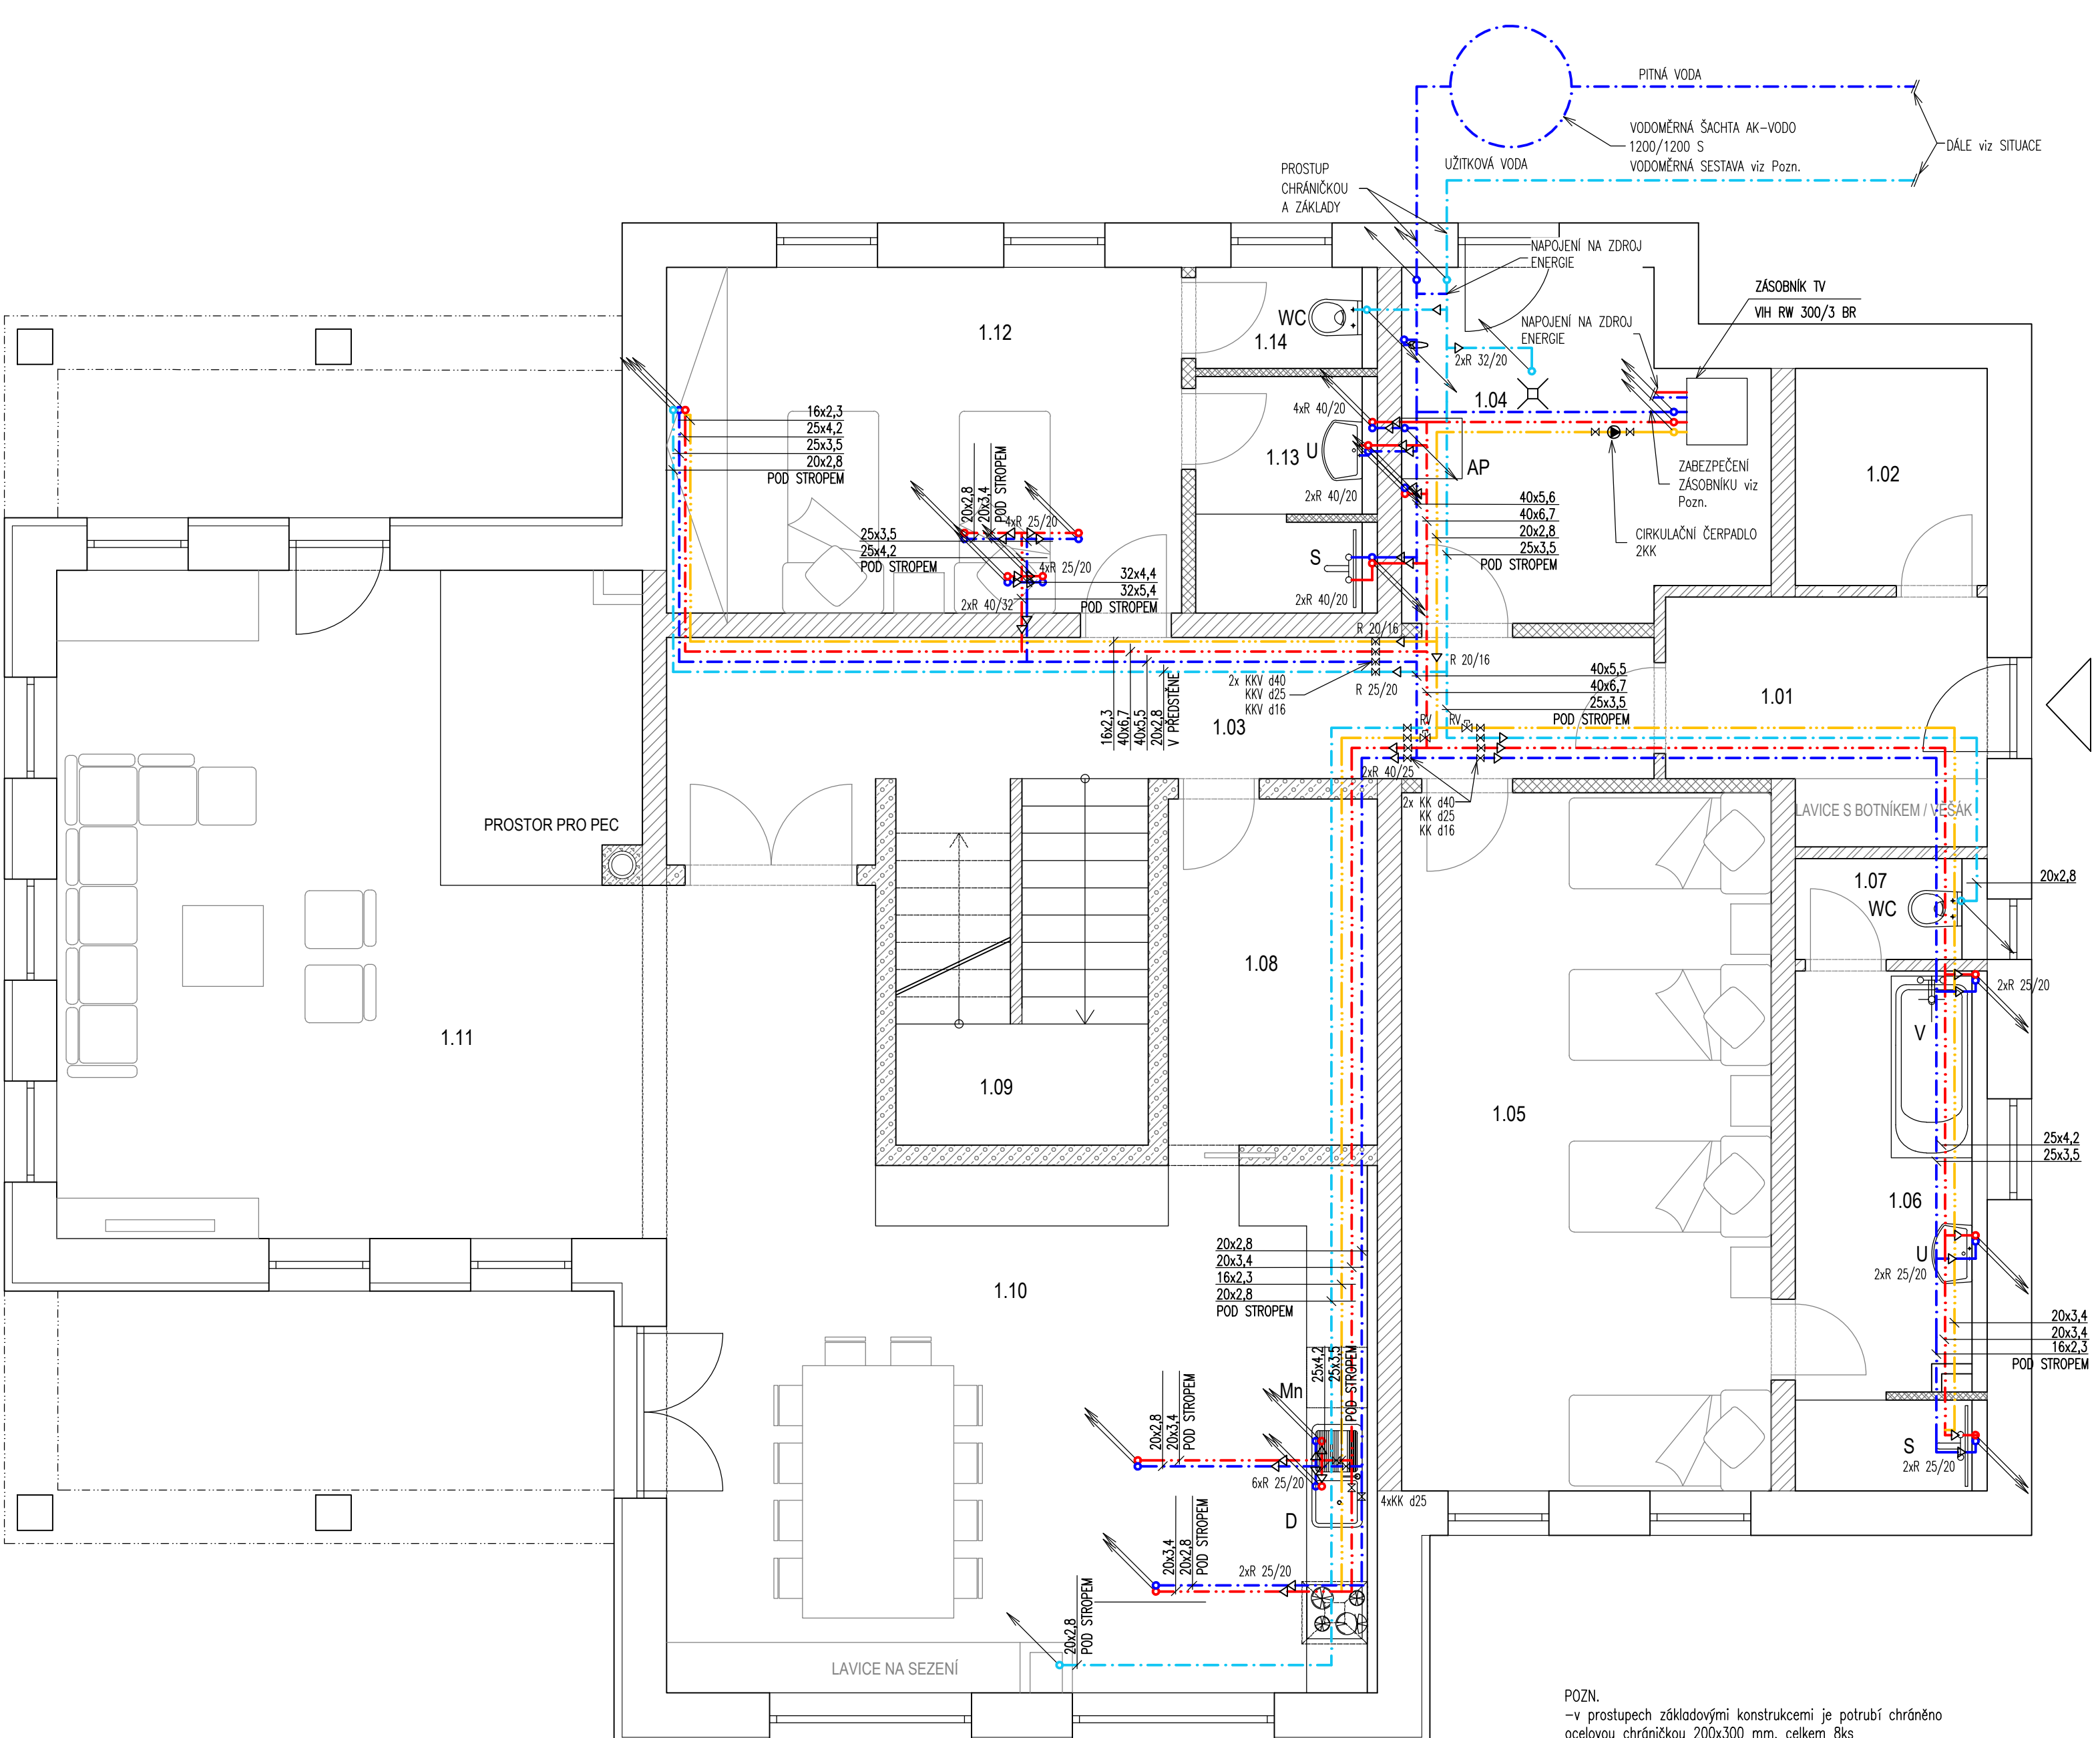 PITNÁ VODA
VODOMĚRNÁ ŠACHTA AK-VODO
1200/1200 S
VODOMĚRNÁ SESTAVA viz Pozn.
DÁLE viz SITUACE
UŽITKOVÁ VODA
PROSTUP
CHRÁNIČKOU
A ZÁKLADY
NAPOJENÍ NA ZDROJ
ENERGIE
ZÁSOBNÍK TV
VIH RW 300/3 BR
NAPOJENÍ NA ZDROJ
ENERGIE
1.12
WC
1.14
2xR 32/20
1.04
4xR 40/20
1.13
U
AP
2xR 40/20
ZABEZPEČENÍ
ZÁSOBNÍKU viz
Pozn.
1.02
CIRKULAČNÍ ČERPADLO
2KK
16x2,3
25x4,2
25x3,5
20x2,8
POD STROPEM
20x2,8
20x3,4
POD STROPEM
4xR 25/20
25x3,5
25x4,2
POD STROPEM
4xR 25/20
32x4,4
32x5,4
POD STROPEM
2xR 40/32
40x5,6
40x6,7
20x2,8
25x3,5
POD STROPEM
S
2xR 40/20
R 20/16
R 20/16
2x KKV d40
KKV d25
KKV d16
R 25/20
40x5,5
40x6,7
25x3,5
POD STROPEM
1.01
16x2,3
40x6,7
40x5,5
20x2,8
V PŘEDSTĚNĚ
1.03
RV
RV
2xR 40/25
2x KK d40
KK d25
KK d16
LAVICE S BOTNÍKEM / VĚŠÁK
PROSTOR PRO PEC
1.07
WC
20x2,8
1.08
2xR 25/20
V
1.11
1.09
1.05
25x4,2
25x3,5
1.06
U
2xR 25/20
20x2,8
20x3,4
16x2,3
20x2,8
POD STROPEM
1.10
20x3,4
20x3,4
16x2,3
POD STROPEM
25x4,2
25x3,5
POD STROPEM
Mn
20x2,8
20x3,4
POD STROPEM
6xR 25/20
4xKK d25
D
S
2xR 25/20
20x3,4
20x2,8
POD STROPEM
2xR 25/20
20x2,8
POD STROPEM
LAVICE NA SEZENÍ
POZN.
-v prostupech základovými konstrukcemi je potrubí chráněno
ocelovou chráničkou 200x300 mm, celkem 8ks